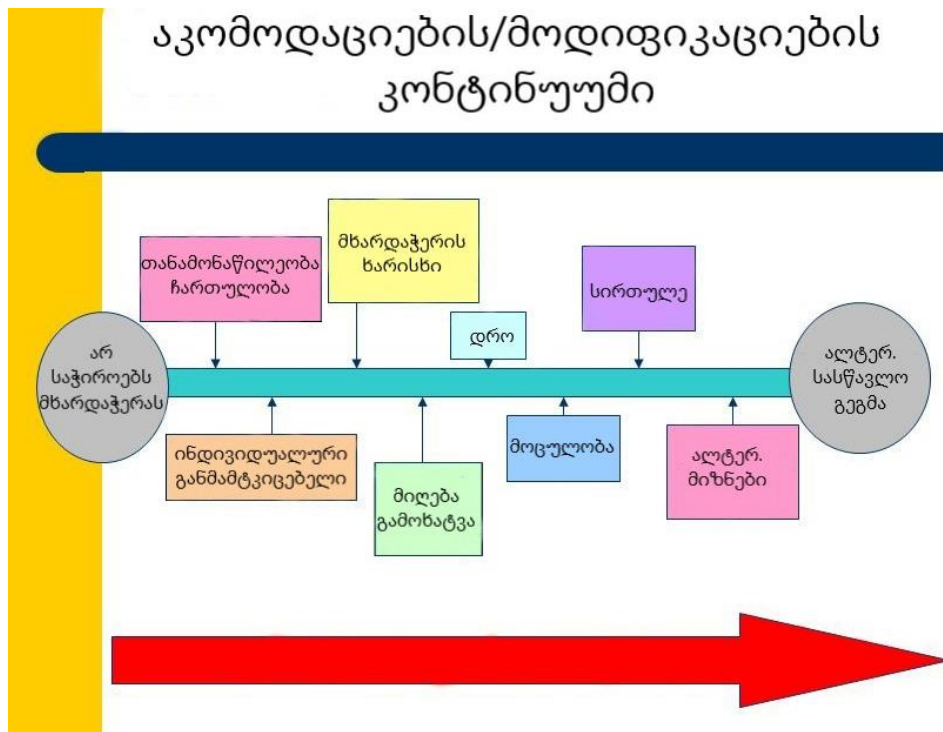 აკომოდაციების/მოდიფიკაციების
კონტინუუმი
თანამონაწილეობა
ჩართულობა
მხარდაჭერის
ხარისხი
დრო
სირთულე
არ
საჭიროებს
მხარდაჭერას
ალტერ.
სასწავლო
გეგმა
ინდივიდუალური
განმამტკიცებელი
მიღება
გამოხატვა
მოცულობა
ალტერ.
მიზნები